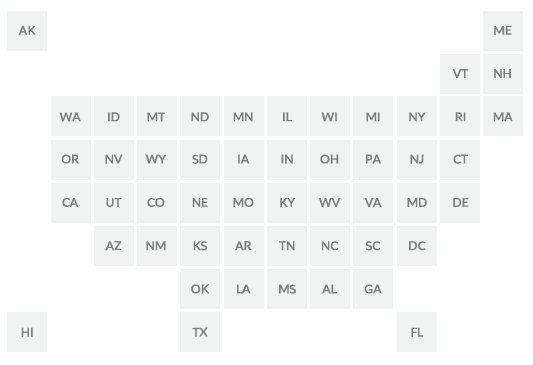 AK ME
VT NH
WA ID MT ND MN IL WI MI NY RI MA
OR NV WY SD IA IN OH PA NJ CT
CA UT CO NE MO KY WV VA MD DE
AZ NM KS AR TN NC SC DC
OK LA MS AL GA
HI TX FL